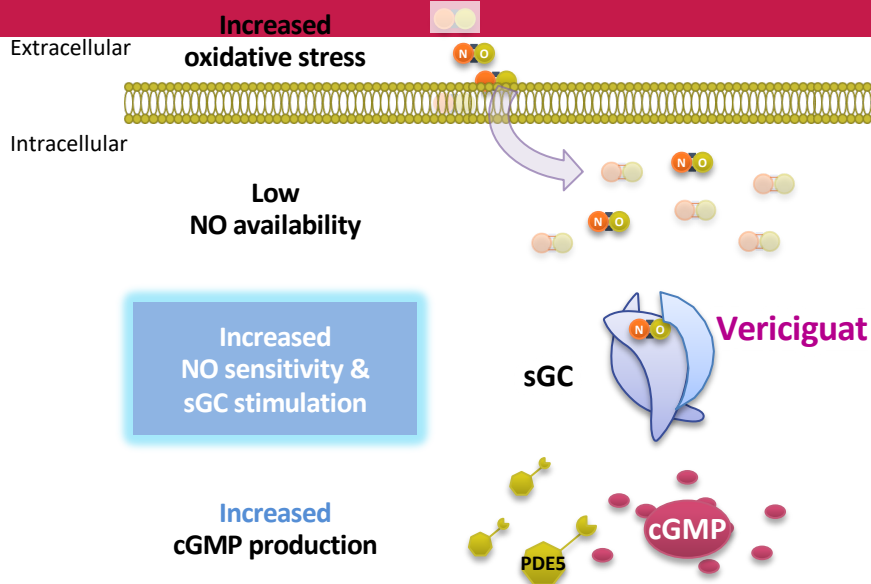 Increased
Extracellular
oxidative stress
N O
N O
Intracellular
N O
Low
NO availability
N O
Increased
NO sensitivity &
sGC stimulation
N O
Vericiguat
sGC
Increased
cGMP production
cGMP
PDE5